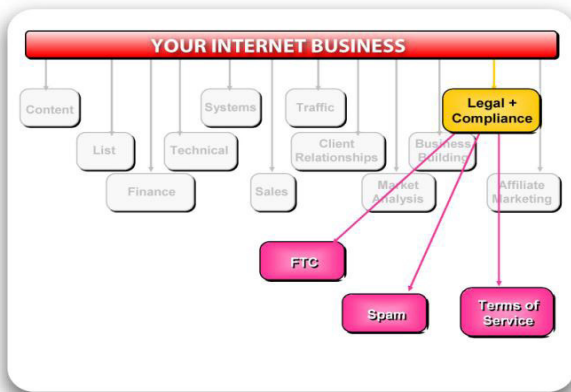 YOUR INTERNET BUSINESS
Content
Systems
Traffic
Legal +
Compliance
List
Technical
Client
Relationships
Business
Building
Finance
Sales
Market
Analysis
Affiliate
Marketing
FTC
Spam
Terms of
Service